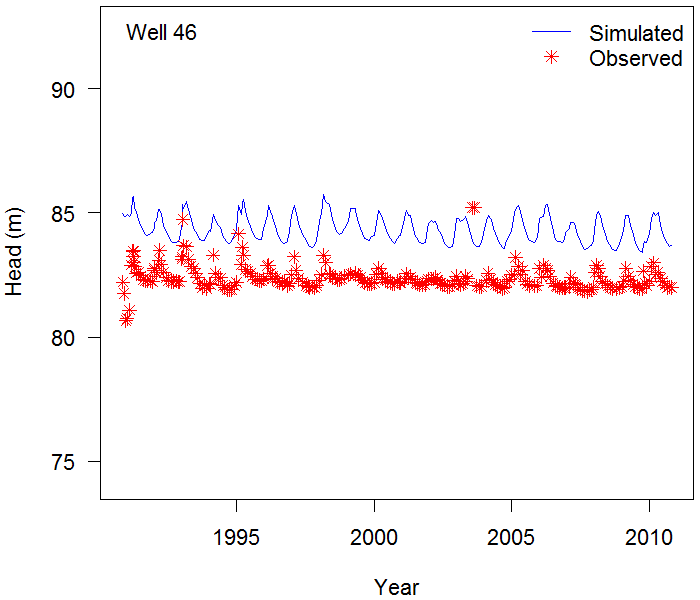 Well 46
Simulated
Observed
90
85
80
75
Head (m)
1995 2000 2005 2010
Year